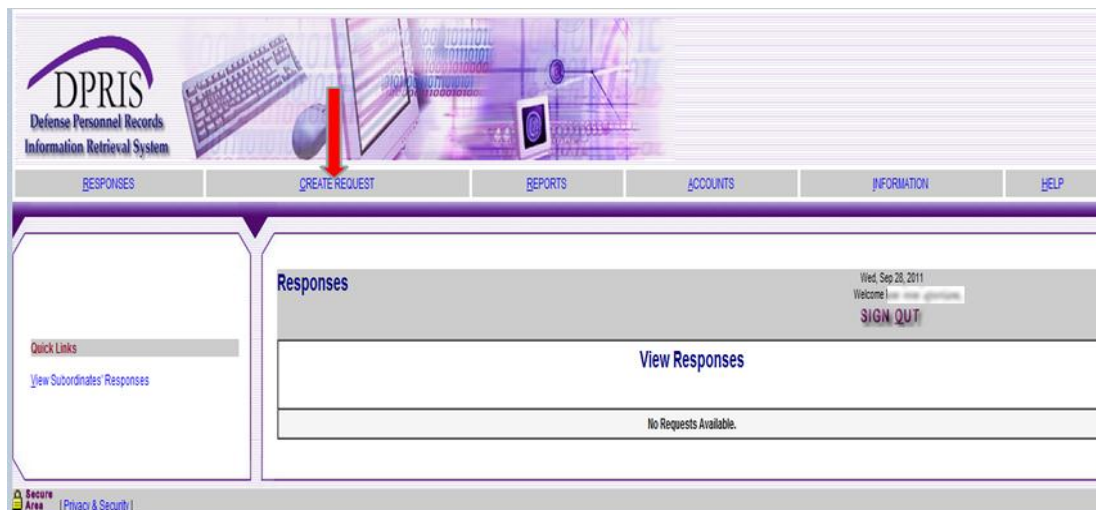 DPRIS
Defense Personnel Records
Information Retrieval System
RESPONSES CREATE REQUEST REPORTS ACCOUNTS INFORMATION HELP
Responses
Wed, Sep 28, 2011
Welcome
SIGN OUT
Quick Links
View Subordinates' Responses
View Responses
No Requests Available.
Secure
Area | Privacy & Security |